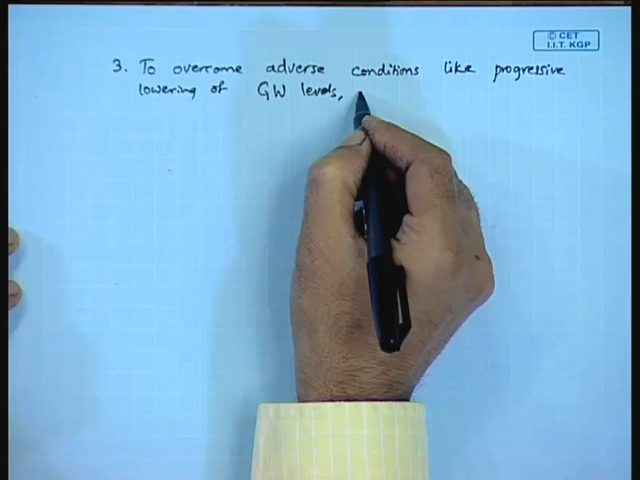 © CET
I.I.T. KGP
3. To overcome adverse conditions like progressive
lowering of GW levels,